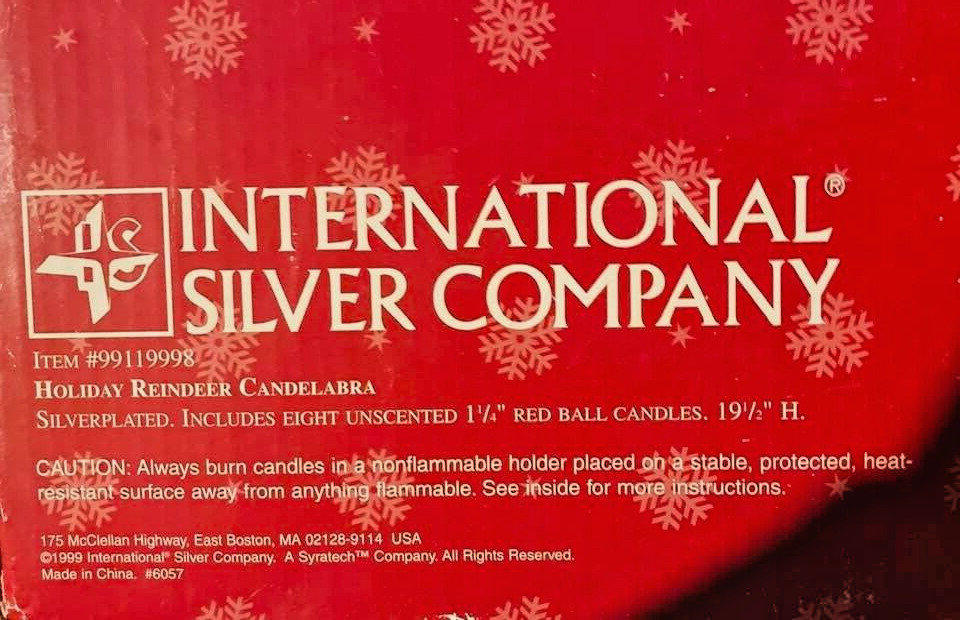 INTERNATIONAL®
SILVER COMPANY
ITEM #99119998
HOLIDAY REINDEER CANDELABRA
SILVERPLATED. INCLUDES EIGHT UNSCENTED 1¹/₄" RED BALL CANDLES. 19¹/₂" H.
CAUTION: Always burn candles in a nonflammable holder placed on a stable, protected, heat-
resistant surface away from anything flammable. See inside for more instructions.
175 McClellan Highway, East Boston, MA 02128-9114 USA
©1999 International® Silver Company. A Syratech™ Company. All Rights Reserved.
Made in China. #6057